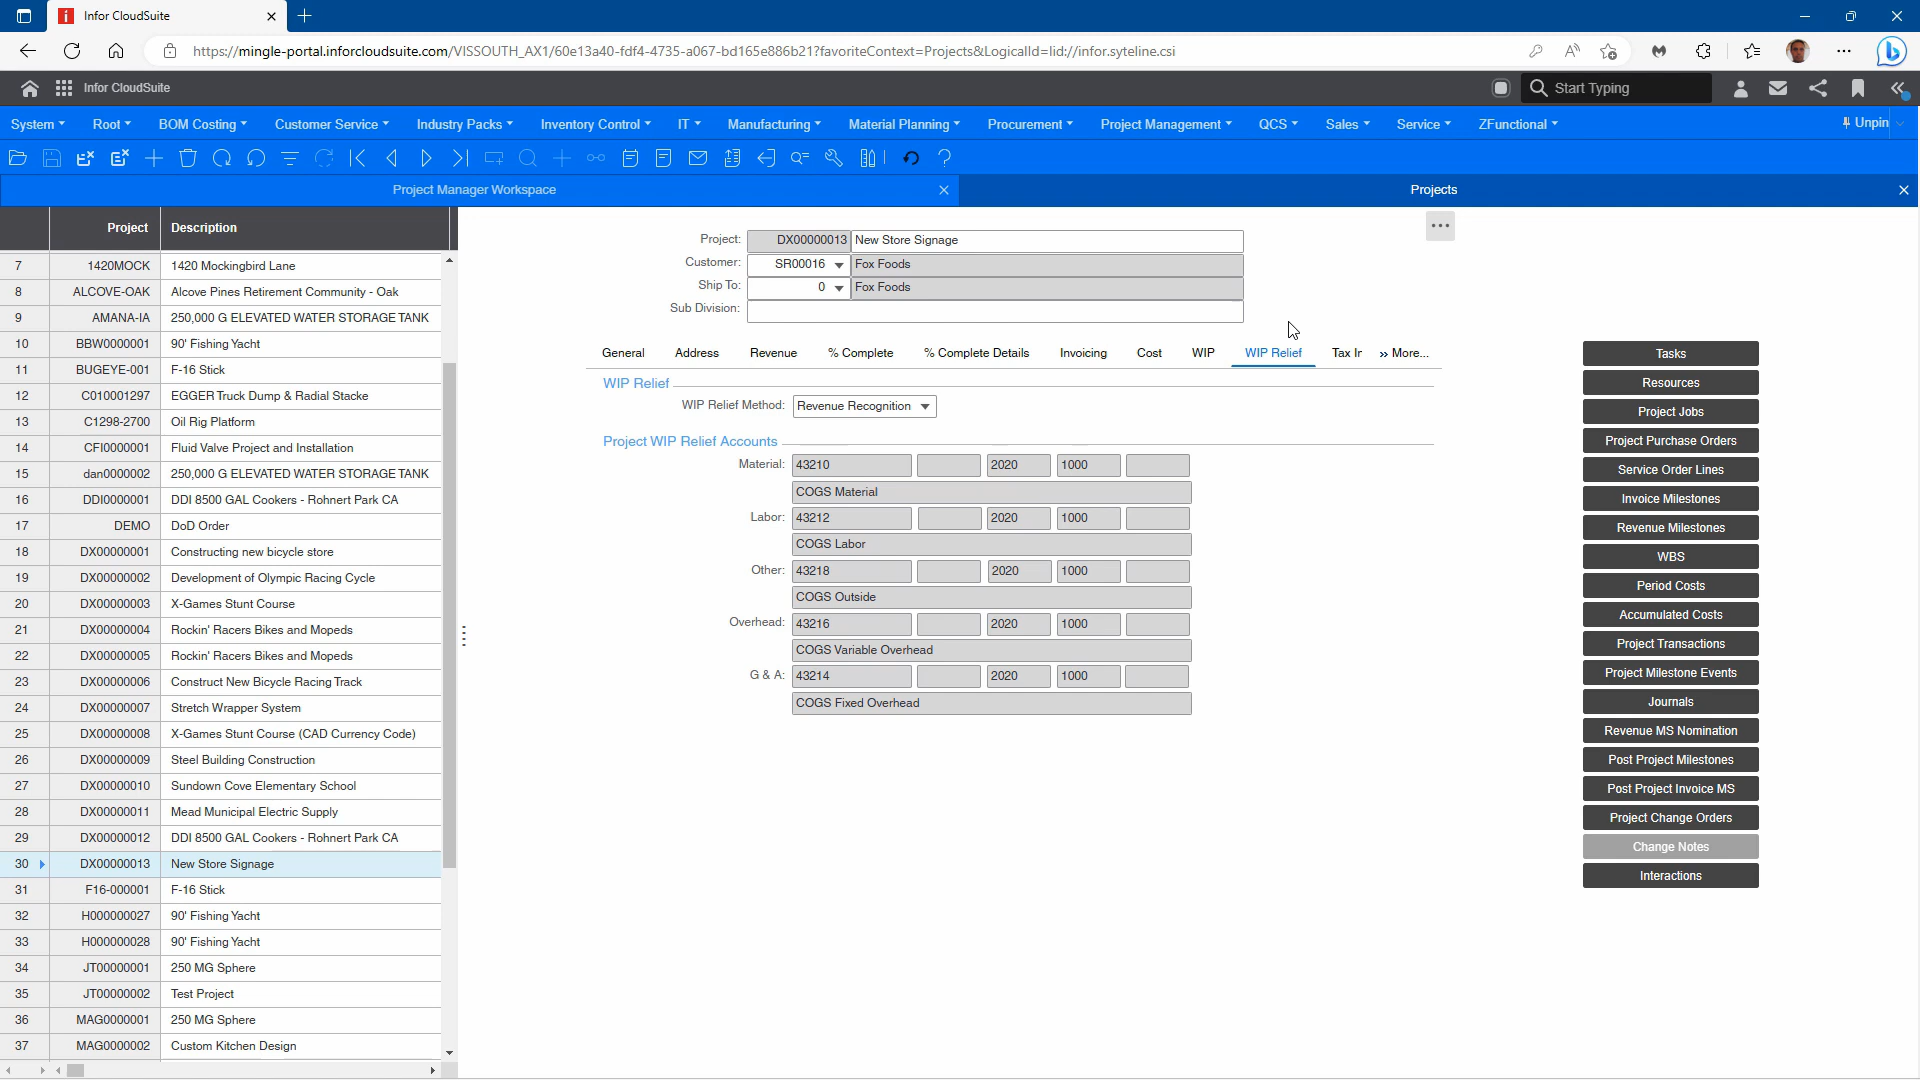 Infor CloudSuite
https://mingle-portal.inforcloudsuite.com/VISSOUTH_AX1/60e13a40-fdf4-4735-a067-bd165e886b21?favoriteContext=Projects&LogicalId=lid://infor.syteline.csi
Infor CloudSuite
Start Typing
System Root BOM Costing Customer Service Industry Packs Inventory Control IT Manufacturing Material Planning Procurement Project Management QCS Sales Service ZFunctional Unpin
Project Manager Workspace
Projects
Project Description
7 1420MOCK 1420 Mockingbird Lane
8 ALCOVE-OAK Alcove Pines Retirement Community - Oak
9 AMANA-IA 250,000 G ELEVATED WATER STORAGE TANK
10 BBW0000001 90' Fishing Yacht
11 BUGEYE-001 F-16 Stick
12 C010001297 EGGER Truck Dump & Radial Stacke
13 C1298-2700 Oil Rig Platform
14 CFI0000001 Fluid Valve Project and Installation
15 dan0000002 250,000 G ELEVATED WATER STORAGE TANK
16 DDI0000001 DDI 8500 GAL Cookers - Rohnert Park CA
17 DEMO DoD Order
18 DX00000001 Constructing new bicycle store
19 DX00000002 Development of Olympic Racing Cycle
20 DX00000003 X-Games Stunt Course
21 DX00000004 Rockin' Racers Bikes and Mopeds
22 DX00000005 Rockin' Racers Bikes and Mopeds
23 DX00000006 Construct New Bicycle Racing Track
24 DX00000007 Stretch Wrapper System
25 DX00000008 X-Games Stunt Course (CAD Currency Code)
26 DX00000009 Steel Building Construction
27 DX00000010 Sundown Cove Elementary School
28 DX00000011 Mead Municipal Electric Supply
29 DX00000012 DDI 8500 GAL Cookers - Rohnert Park CA
30 DX00000013 New Store Signage
31 F16-000001 F-16 Stick
32 H000000027 90' Fishing Yacht
33 H000000028 90' Fishing Yacht
34 JT00000001 250 MG Sphere
35 JT00000002 Test Project
36 MAG0000001 250 MG Sphere
37 MAG0000002 Custom Kitchen Design
Project: DX00000013 New Store Signage
Customer: SR00016 Fox Foods
Ship To: 0 Fox Foods
Sub Division:
General Address Revenue % Complete % Complete Details Invoicing Cost WIP WIP Relief Tax Ir » More...
WIP Relief
WIP Relief Method: Revenue Recognition
Project WIP Relief Accounts
Material: 43210 2020 1000
COGS Material
Labor: 43212 2020 1000
COGS Labor
Other: 43218 2020 1000
COGS Outside
Overhead: 43216 2020 1000
COGS Variable Overhead
G & A: 43214 2020 1000
COGS Fixed Overhead
Tasks
Resources
Project Jobs
Project Purchase Orders
Service Order Lines
Invoice Milestones
Revenue Milestones
WBS
Period Costs
Accumulated Costs
Project Transactions
Project Milestone Events
Journals
Revenue MS Nomination
Post Project Milestones
Post Project Invoice MS
Project Change Orders
Change Notes
Interactions